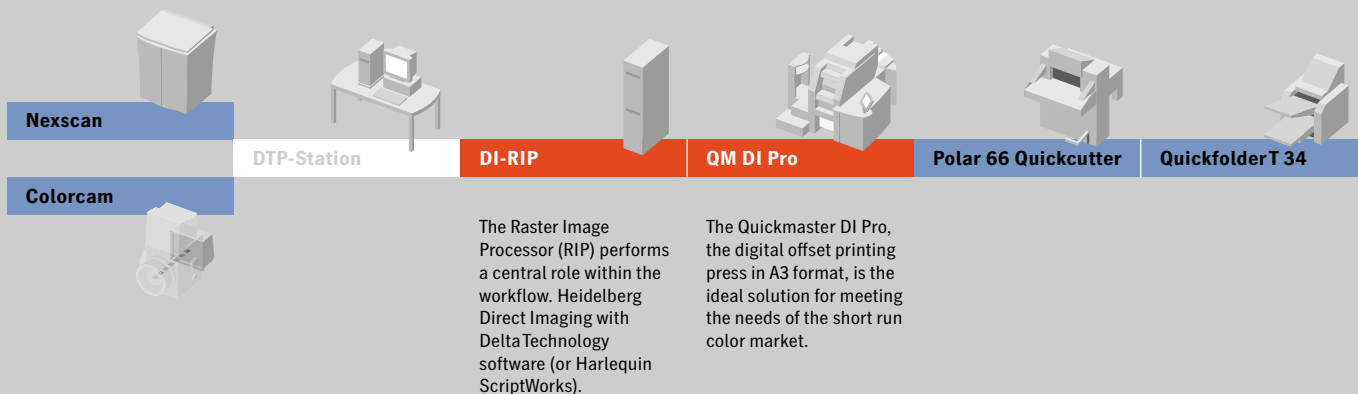 Nexscan
DTP-Station
DI-RIP
QM DI Pro
Polar 66 Quickcutter
Quickfolder T 34
Colorcam
The Raster Image
Processor (RIP) performs
a central role within the
workflow. Heidelberg
Direct Imaging with
Delta Technology
software (or Harlequin
ScriptWorks).
The Quickmaster DI Pro,
the digital offset printing
press in A3 format, is the
ideal solution for meeting
the needs of the short run
color market.